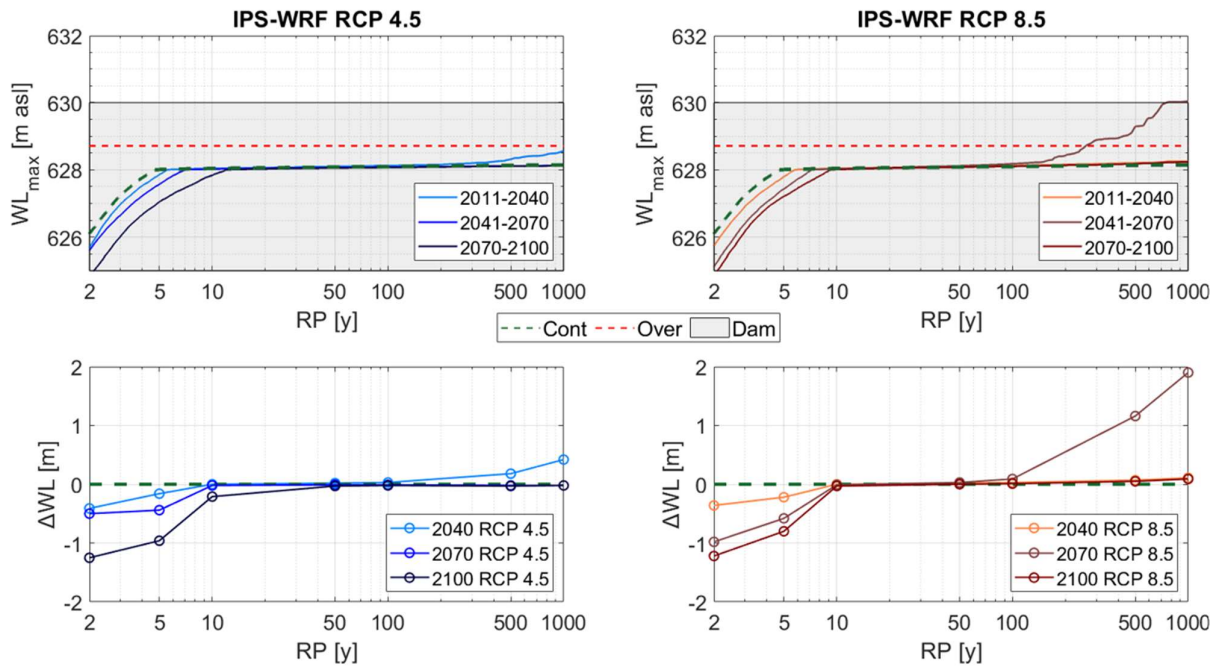 IPS-WRF RCP 4.5
WL_max [m asl]
632
630
628
626
2 5 10 50 100 500 1000
RP [y]
2011-2040
2041-2070
2070-2100
IPS-WRF RCP 8.5
WL_max [m asl]
632
630
628
626
2 5 10 50 100 500 1000
RP [y]
2011-2040
2041-2070
2070-2100
Cont Over Dam
ΔWL [m]
2
1
0
-1
-2
2 5 10 50 100 500 1000
RP [y]
2040 RCP 4.5
2070 RCP 4.5
2100 RCP 4.5
ΔWL [m]
2
1
0
-1
-2
2 5 10 50 100 500 1000
RP [y]
2040 RCP 8.5
2070 RCP 8.5
2100 RCP 8.5